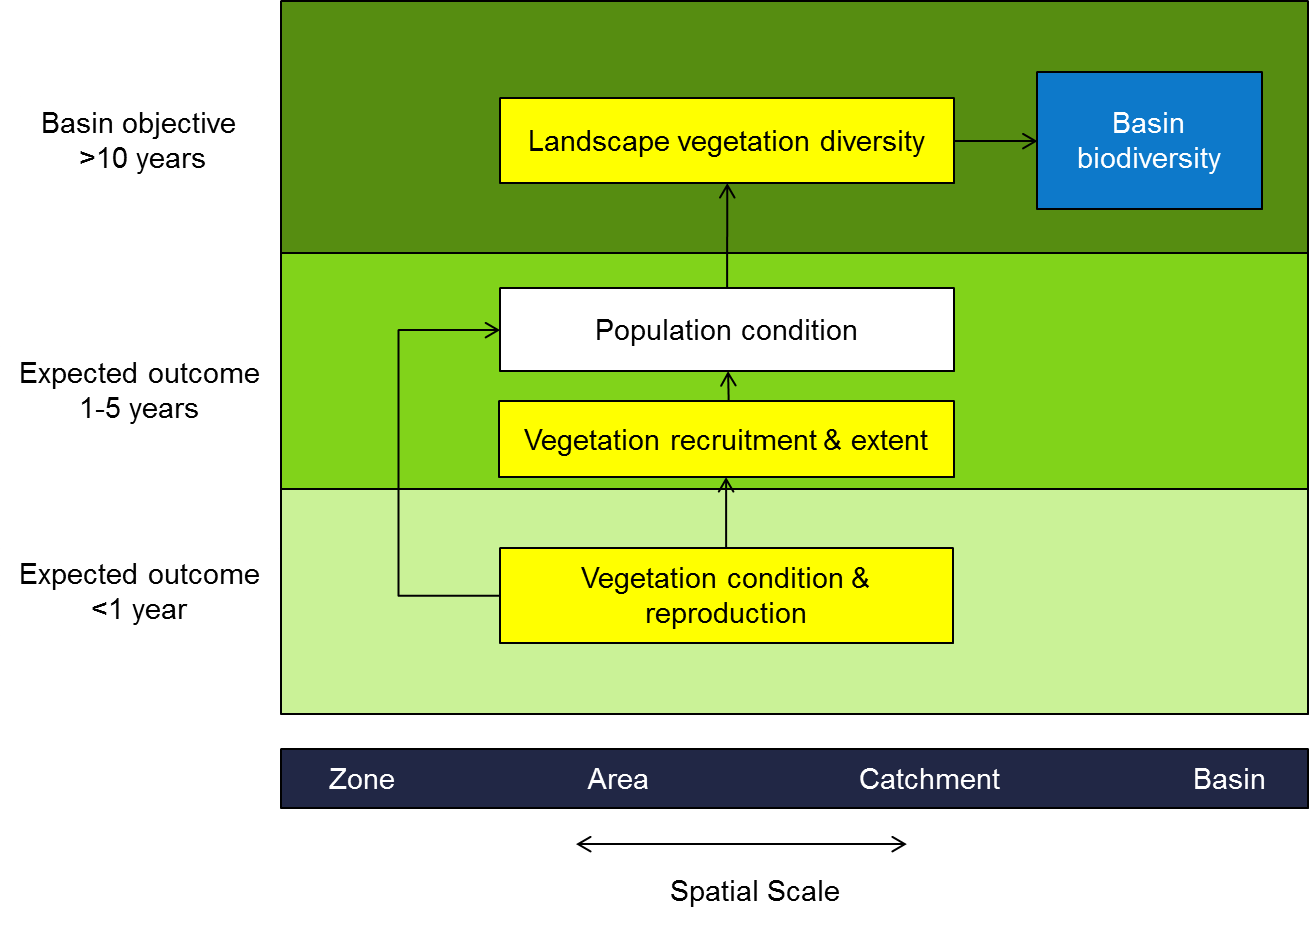 Basin objective
>10 years
Landscape vegetation diversity
Basin
biodiversity
Expected outcome
1-5 years
Population condition
Vegetation recruitment & extent
Expected outcome
<1 year
Vegetation condition &
reproduction
Zone Area Catchment Basin
Spatial Scale